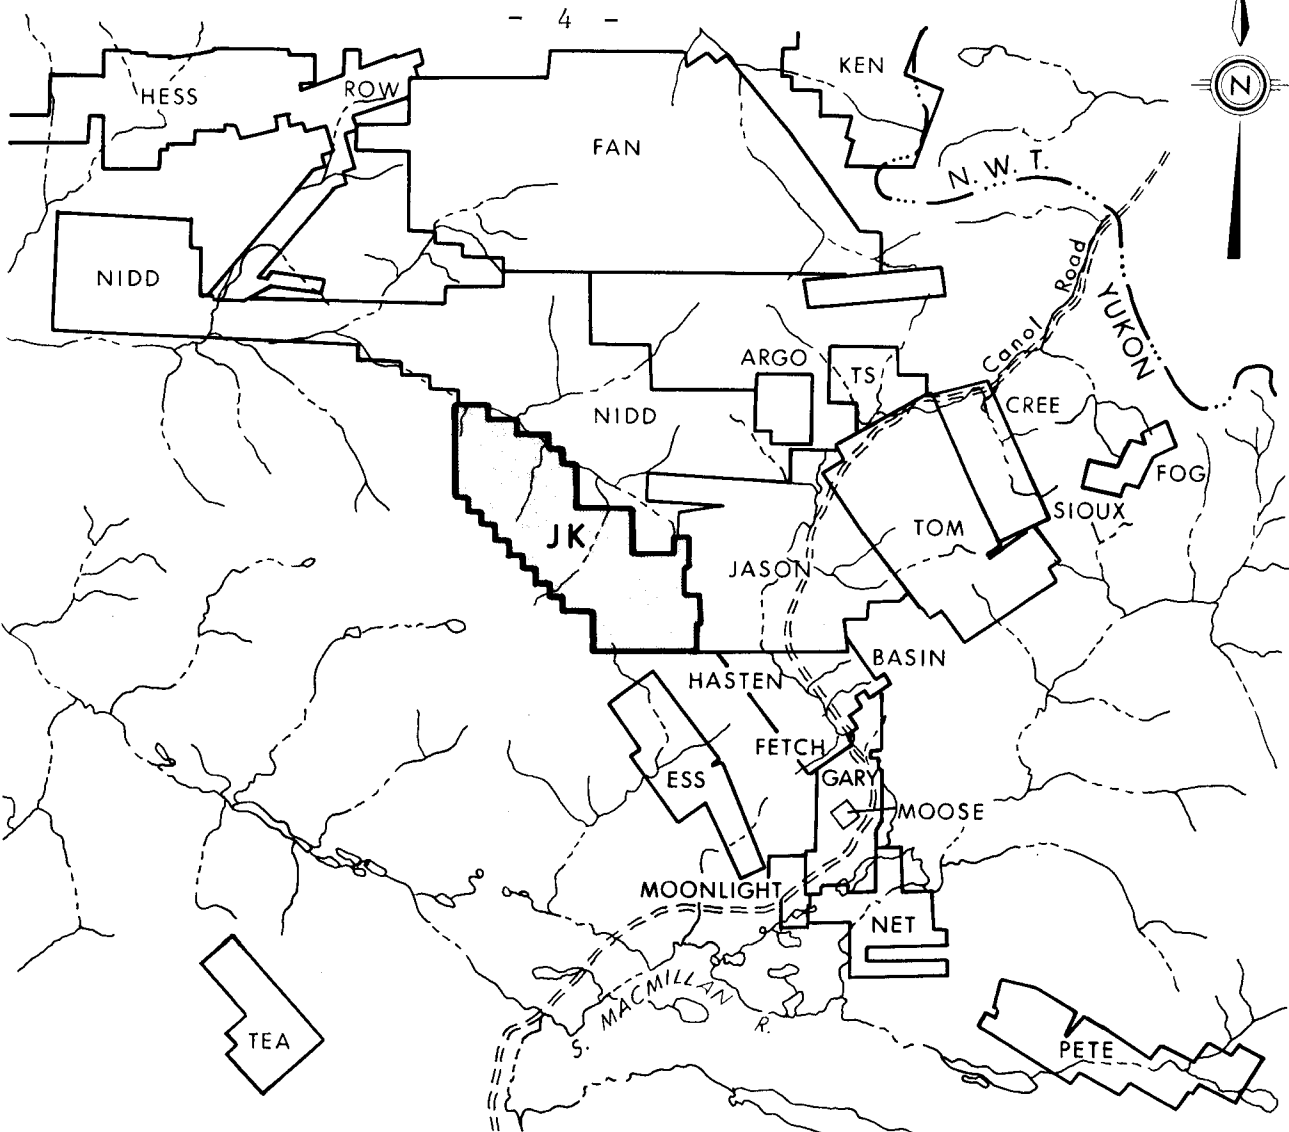 - 4 -
HESS
ROW
KEN
N
FAN
N.W.T.
NIDD
Canol Road
YUKON
ARGO
TS
NIDD
CREE
FOG
SIOUX
JK
TOM
JASON
BASIN
HASTEN
FETCH
ESS
GARY
MOOSE
MOONLIGHT
NET
S. MACMILLAN R.
TEA
PETE